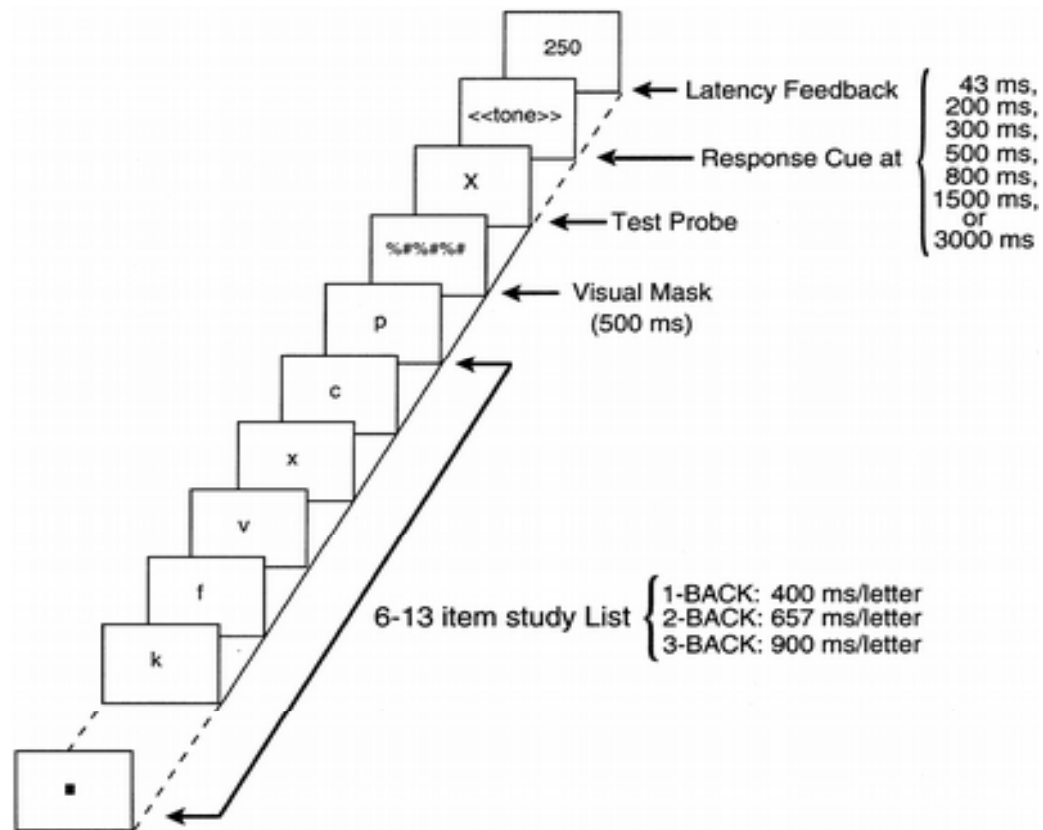 250
<<tone>>
X
%#%#%#
p
c
x
v
f
k
Latency Feedback
Response Cue at
43 ms,
200 ms,
300 ms,
500 ms,
800 ms,
1500 ms,
or
3000 ms
Test Probe
Visual Mask
(500 ms)
6-13 item study List
1-BACK: 400 ms/letter
2-BACK: 657 ms/letter
3-BACK: 900 ms/letter